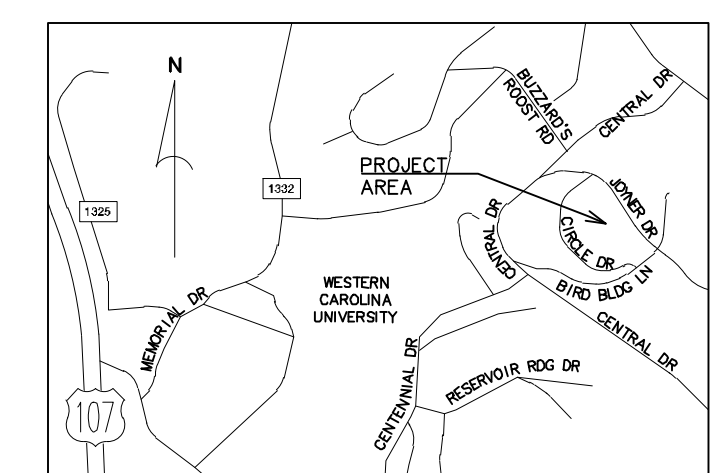 N
BUZZARD'S
ROOST RD
CENTRAL DR
PROJECT
AREA
1332
1325
JOYNER DR
CIRCLE DR
CENTRAL DR
BIRD BLDG LN
WESTERN
CAROLINA
UNIVERSITY
MEMORIAL DR
CENTRAL DR
CENTENNIAL DR
RESERVOIR RDG DR
107